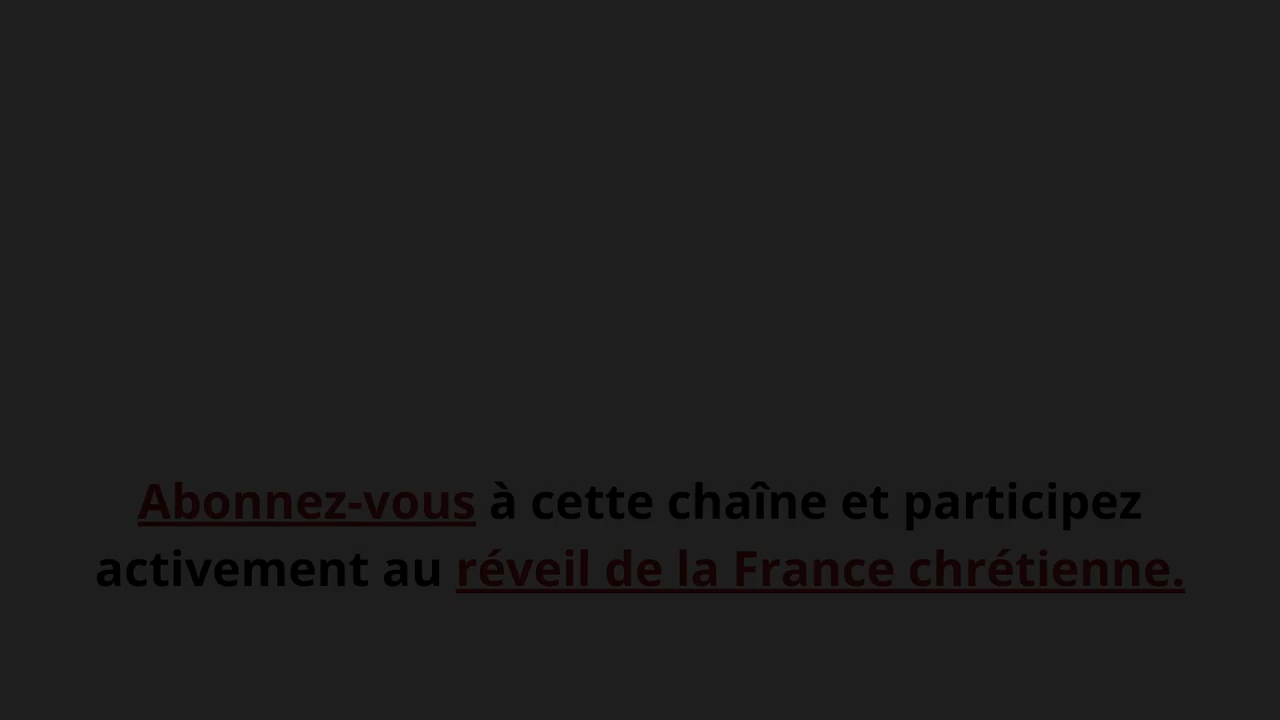 Abonnez-vous à cette chaîne et participez
activement au réveil de la France chrétienne.